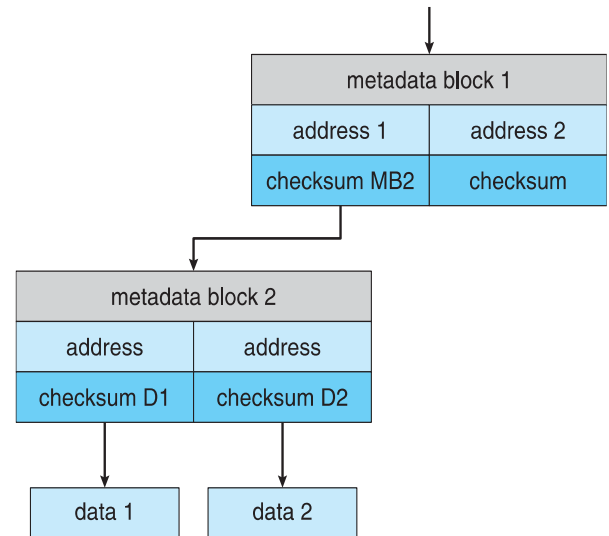 metadata block 1
address 1 address 2
checksum MB2 checksum
metadata block 2
address address
checksum D1 checksum D2
data 1 data 2